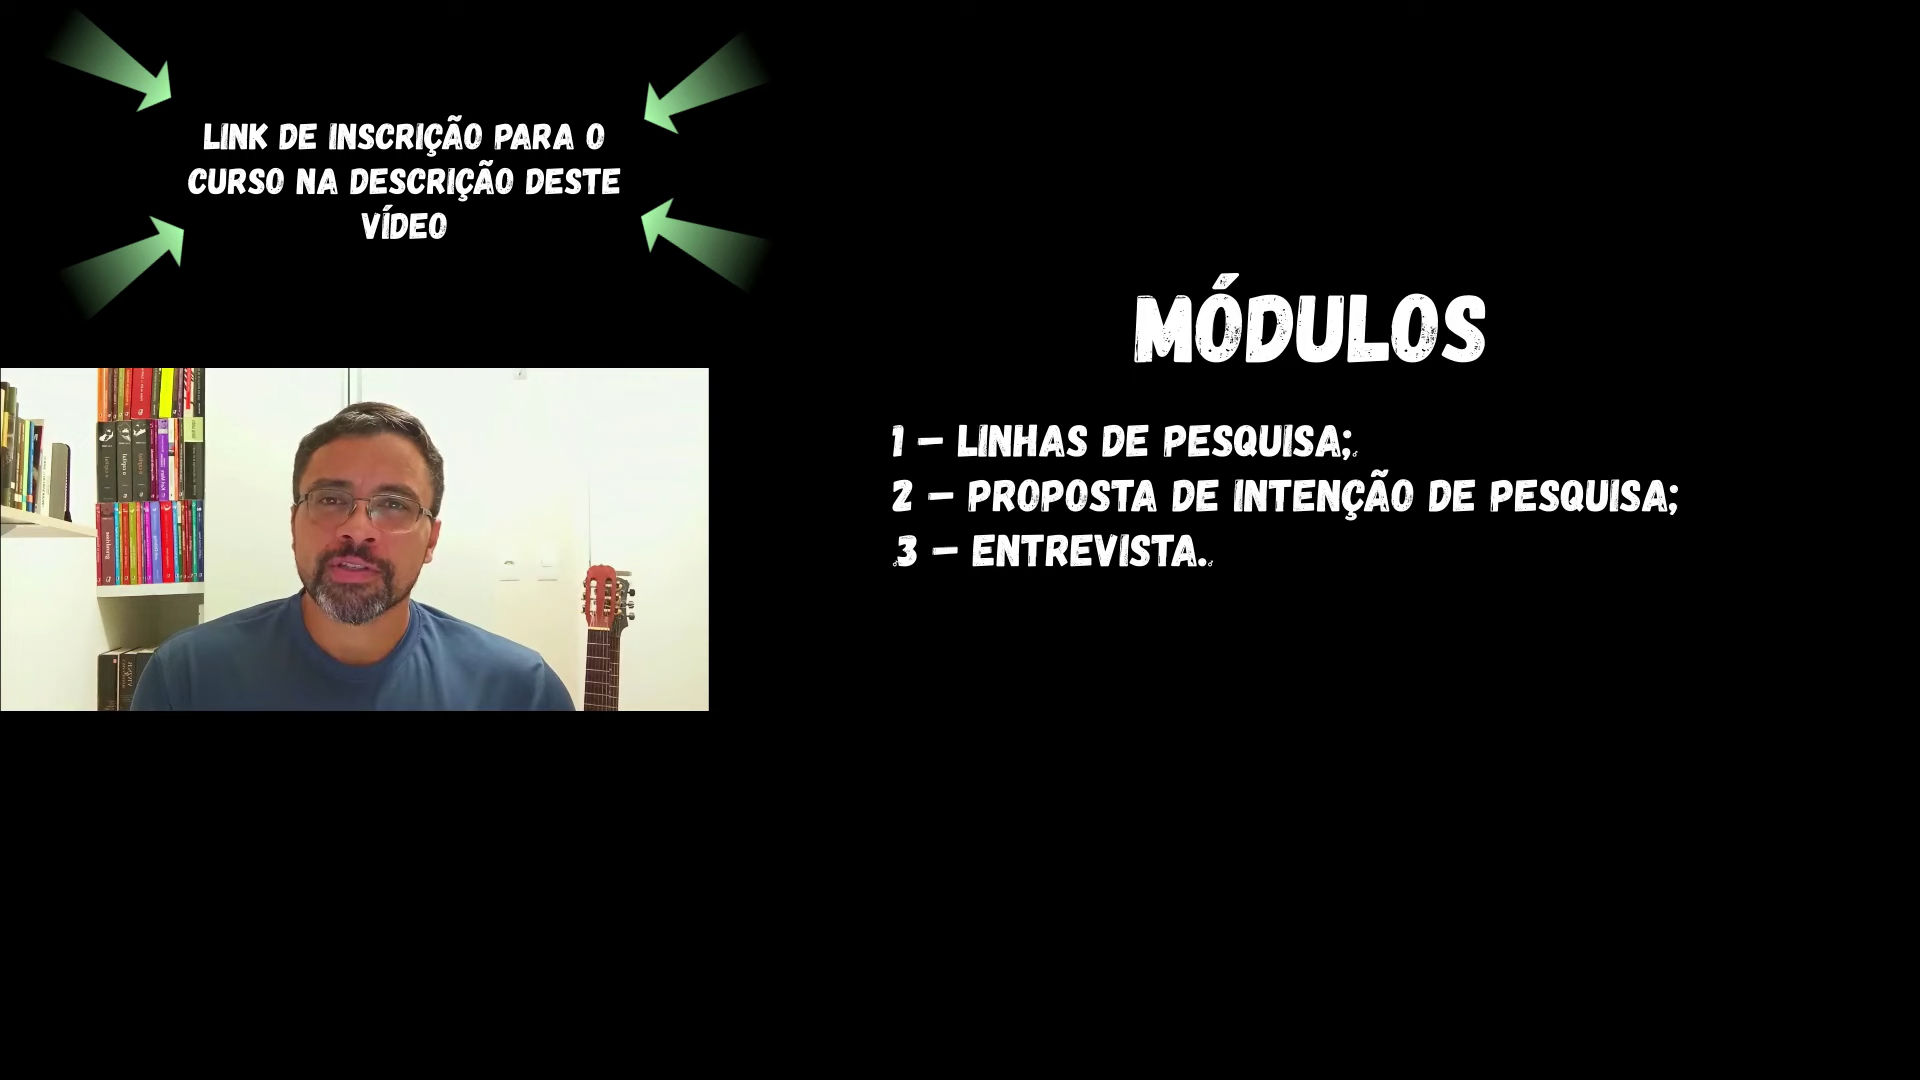 LINK DE INSCRIÇÃO PARA O
CURSO NA DESCRIÇÃO DESTE
VÍDEO
MÓDULOS
1 – LINHAS DE PESQUISA;
2 – PROPOSTA DE INTENÇÃO DE PESQUISA;
3 – ENTREVISTA.